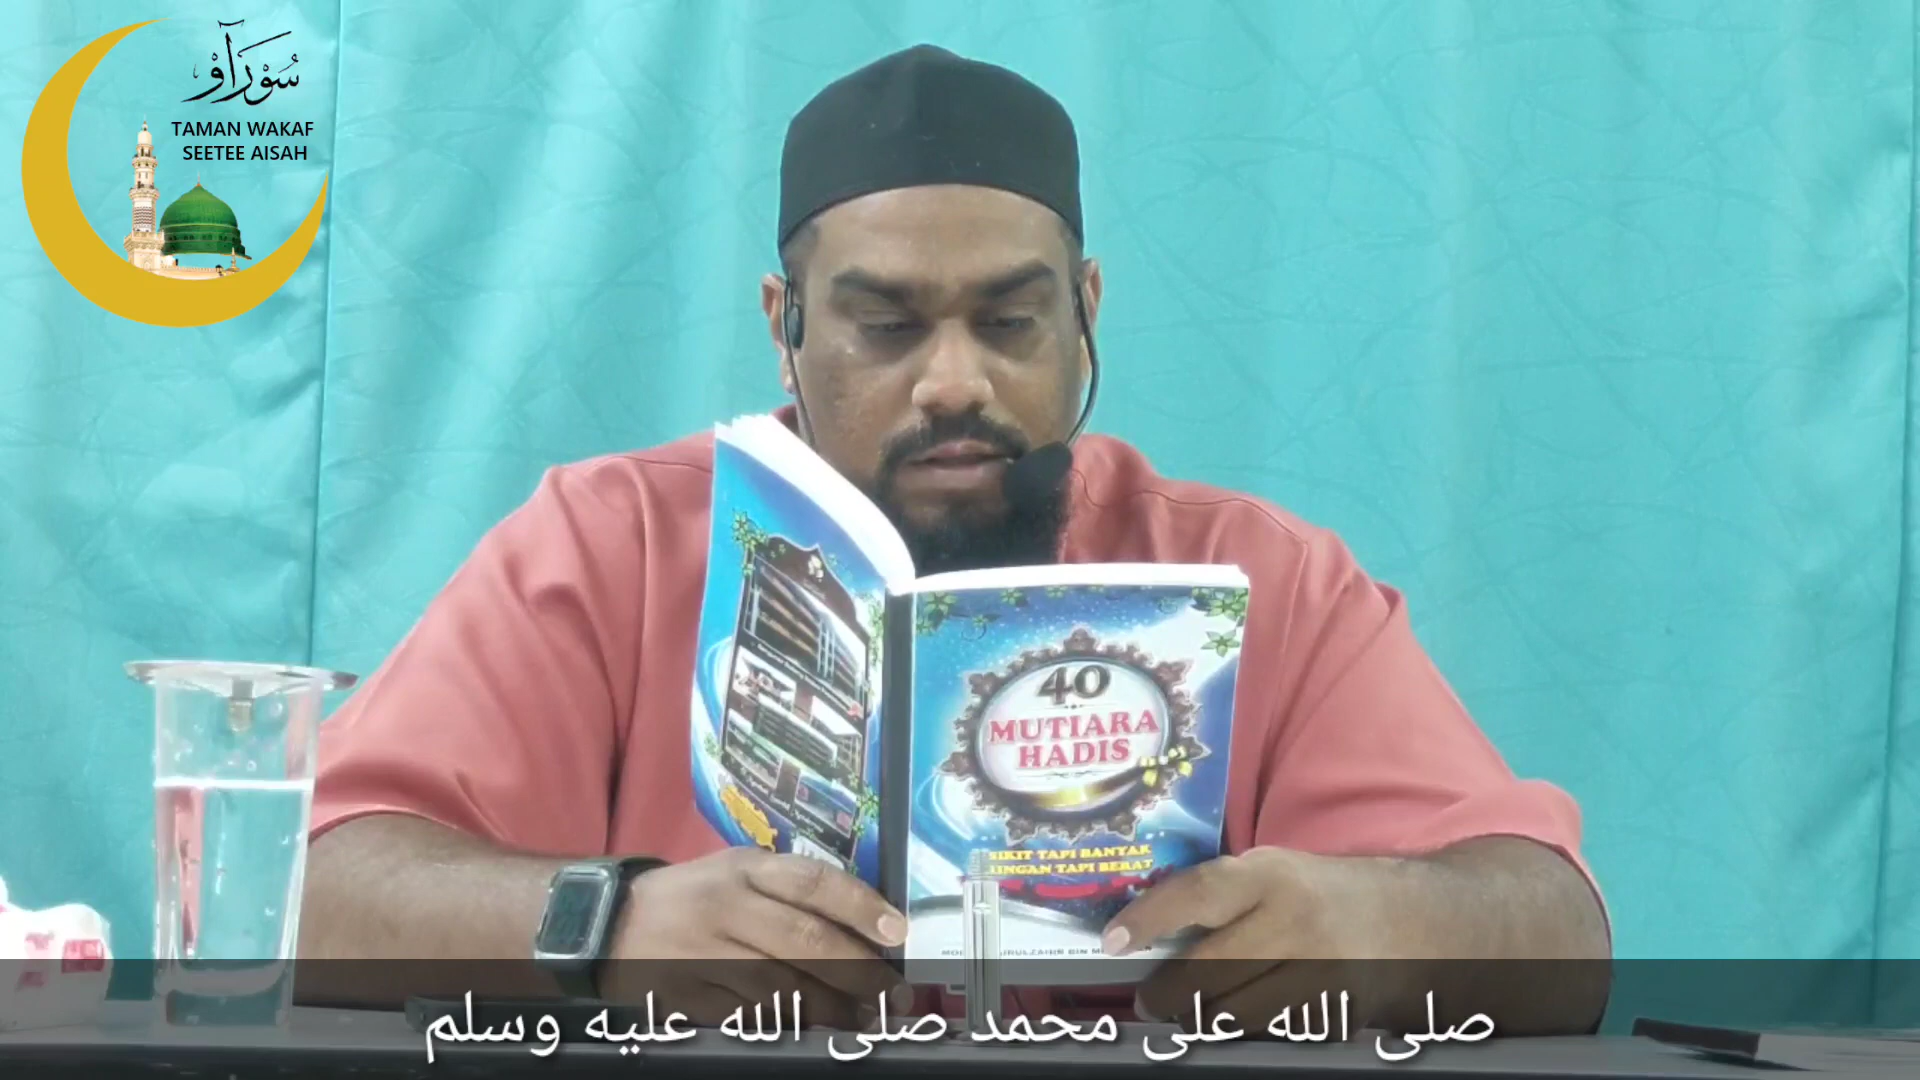 سُوْرَآوْ
TAMAN WAKAF
SEETEE AISAH
40
MUTIARA
HADIS
SIKIT TAPI BANYAK
RINGAN TAPI BERAT
صلى الله على محمد صلى الله عليه وسلم